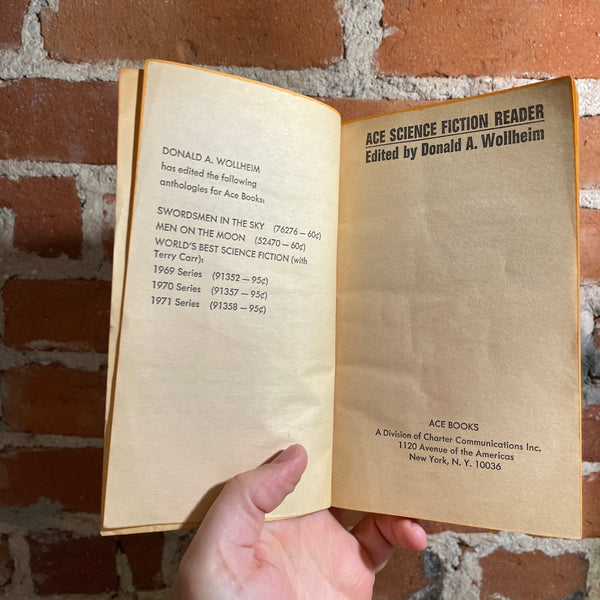 DONALD A. WOLLHEIM
has edited the following
anthologies for Ace Books:
SWORDSMEN IN THE SKY (76276 — 60¢)
MEN ON THE MOON (52470 — 60¢)
WORLD'S BEST SCIENCE FICTION (with
Terry Carr):
1969 Series (91352 — 95¢)
1970 Series (91357 — 95¢)
1971 Series (91358 — 95¢)
ACE SCIENCE FICTION READER
Edited by Donald A. Wollheim
ACE BOOKS
A Division of Charter Communications Inc.
1120 Avenue of the Americas
New York, N. Y. 10036